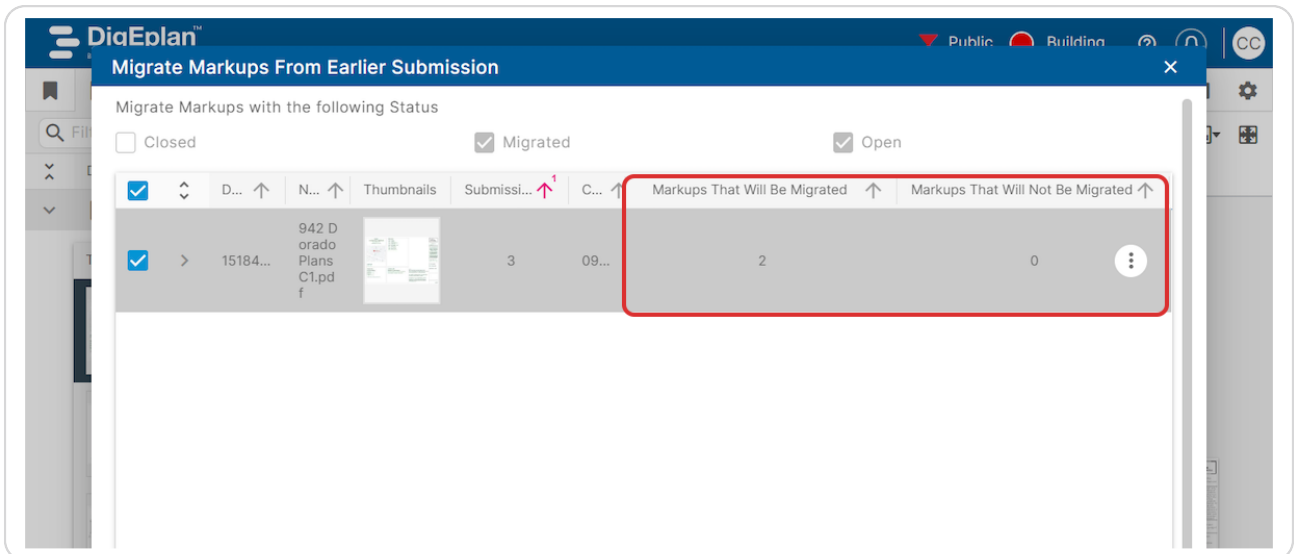 DigEplan™
Public Building CC
Migrate Markups From Earlier Submission
Migrate Markups with the following Status
Filt
Closed Migrated Open
D... N... Thumbnails Submissi... 1 C... Markups That Will Be Migrated Markups That Will Not Be Migrated
15184... 942 D
orado
Plans
C1.pd
f
3 09... 2 0